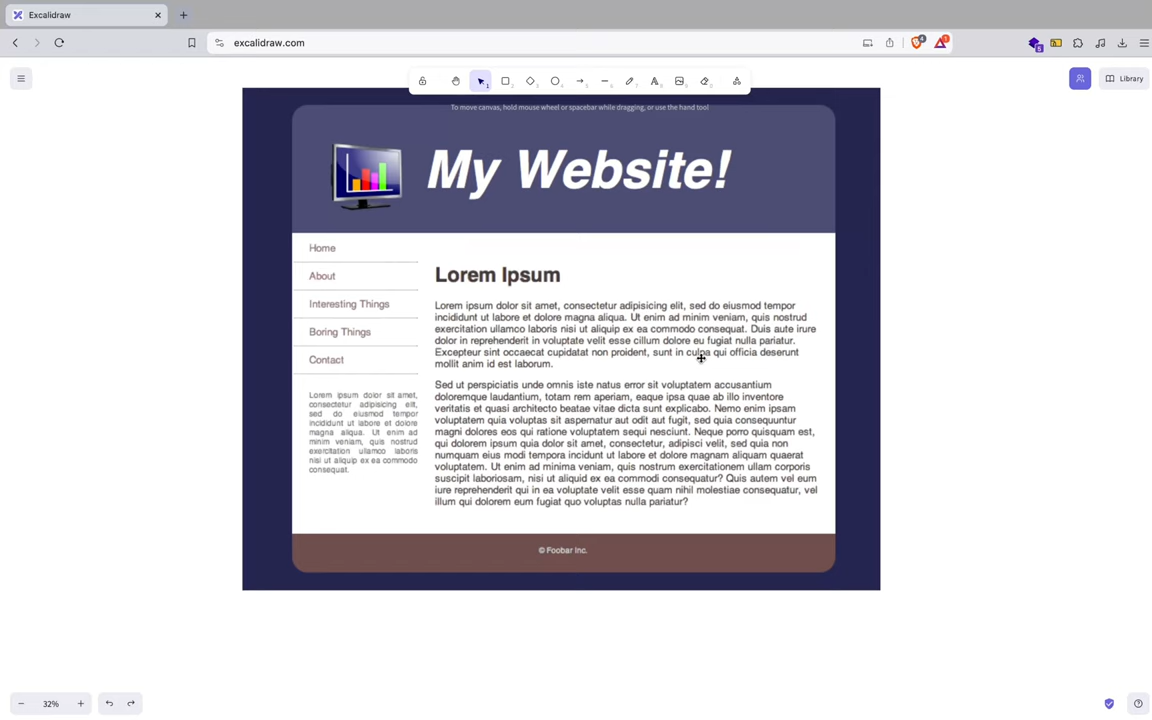 Excalidraw
excalidraw.com
5
4
1
1
2
3
4
5
6
7
8
9
0
Library
To move canvas, hold mouse wheel or spacebar while dragging, or use the hand tool
My Website!
Home
About
Interesting Things
Boring Things
Contact
Lorem ipsum dolor sit amet,
consectetur adipisicing elit,
sed do eiusmod tempor
incididunt ut labore et dolore
magna aliqua. Ut enim ad
minim veniam, quis nostrud
exercitation ullamco laboris
nisi ut aliquip ex ea commodo
consequat.
Lorem Ipsum
Lorem ipsum dolor sit amet, consectetur adipisicing elit, sed do eiusmod tempor
incididunt ut labore et dolore magna aliqua. Ut enim ad minim veniam, quis nostrud
exercitation ullamco laboris nisi ut aliquip ex ea commodo consequat. Duis aute irure
dolor in reprehenderit in voluptate velit esse cillum dolore eu fugiat nulla pariatur.
Excepteur sint occaecat cupidatat non proident, sunt in culpa qui officia deserunt
mollit anim id est laborum.
Sed ut perspiciatis unde omnis iste natus error sit voluptatem accusantium
doloremque laudantium, totam rem aperiam, eaque ipsa quae ab illo inventore
veritatis et quasi architecto beatae vitae dicta sunt explicabo. Nemo enim ipsam
voluptatem quia voluptas sit aspernatur aut odit aut fugit, sed quia consequuntur
magni dolores eos qui ratione voluptatem sequi nesciunt. Neque porro quisquam est,
qui dolorem ipsum quia dolor sit amet, consectetur, adipisci velit, sed quia non
numquam eius modi tempora incidunt ut labore et dolore magnam aliquam quaerat
voluptatem. Ut enim ad minima veniam, quis nostrum exercitationem ullam corporis
suscipit laboriosam, nisi ut aliquid ex ea commodi consequatur? Quis autem vel eum
iure reprehenderit qui in ea voluptate velit esse quam nihil molestiae consequatur, vel
illum qui dolorem eum fugiat quo voluptas nulla pariatur?
© Foobar Inc.
32%